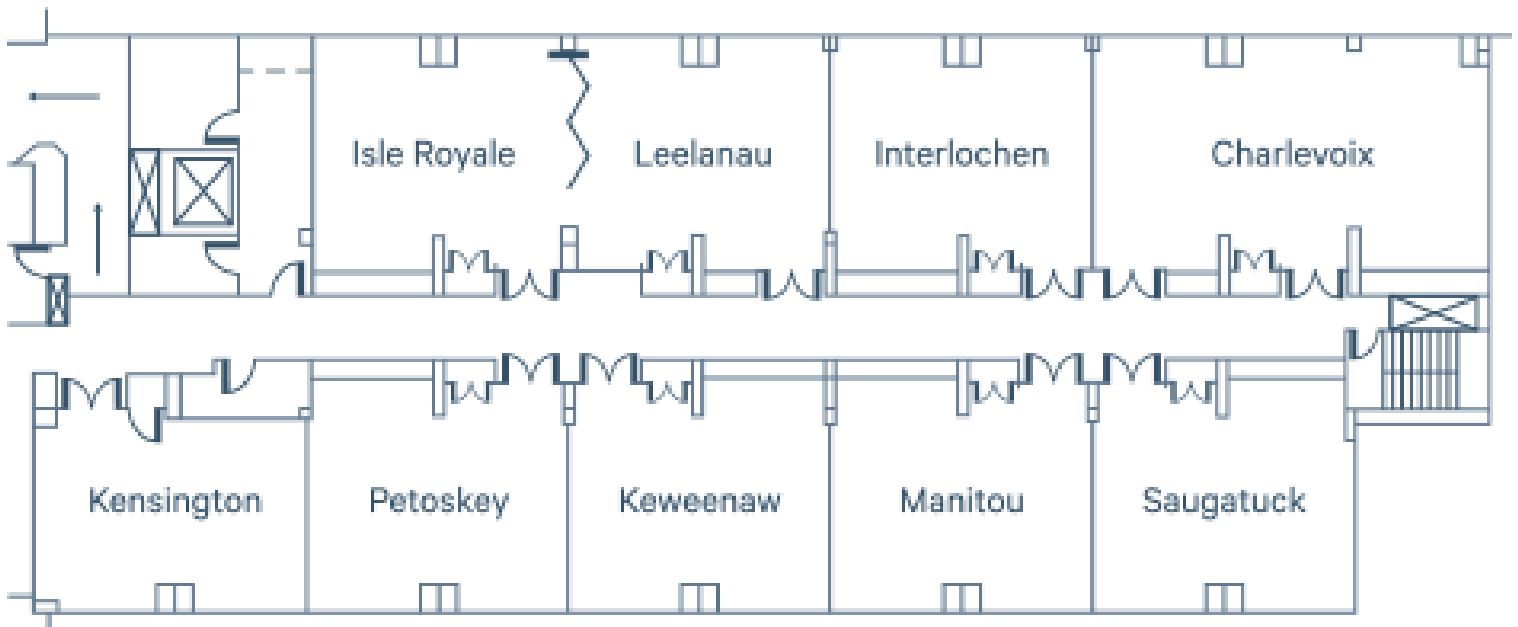 Isle Royale
Leelanau
Interlochen
Charlevoix
Kensington
Petoskey
Keweenaw
Manitou
Saugatuck